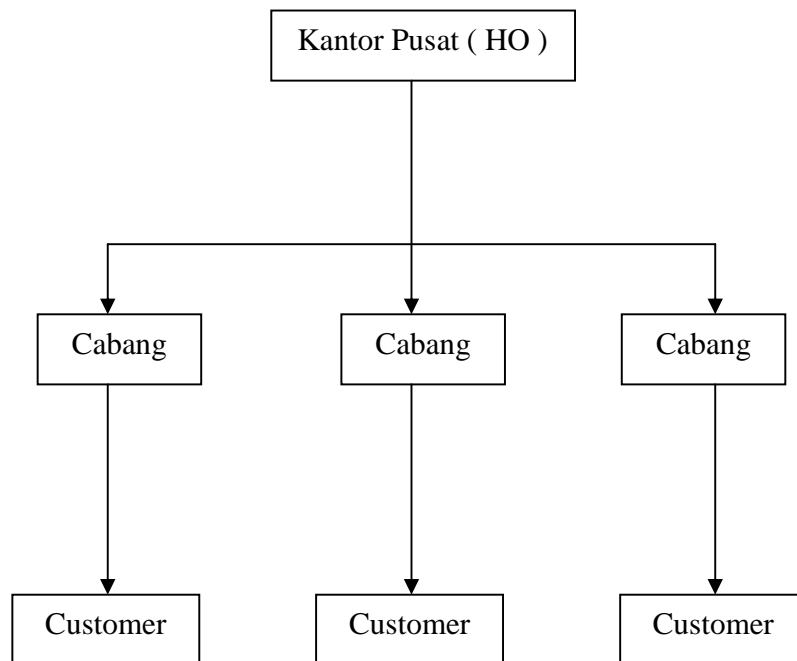 Kantor Pusat ( HO )
Cabang
Cabang
Cabang
Customer
Customer
Customer